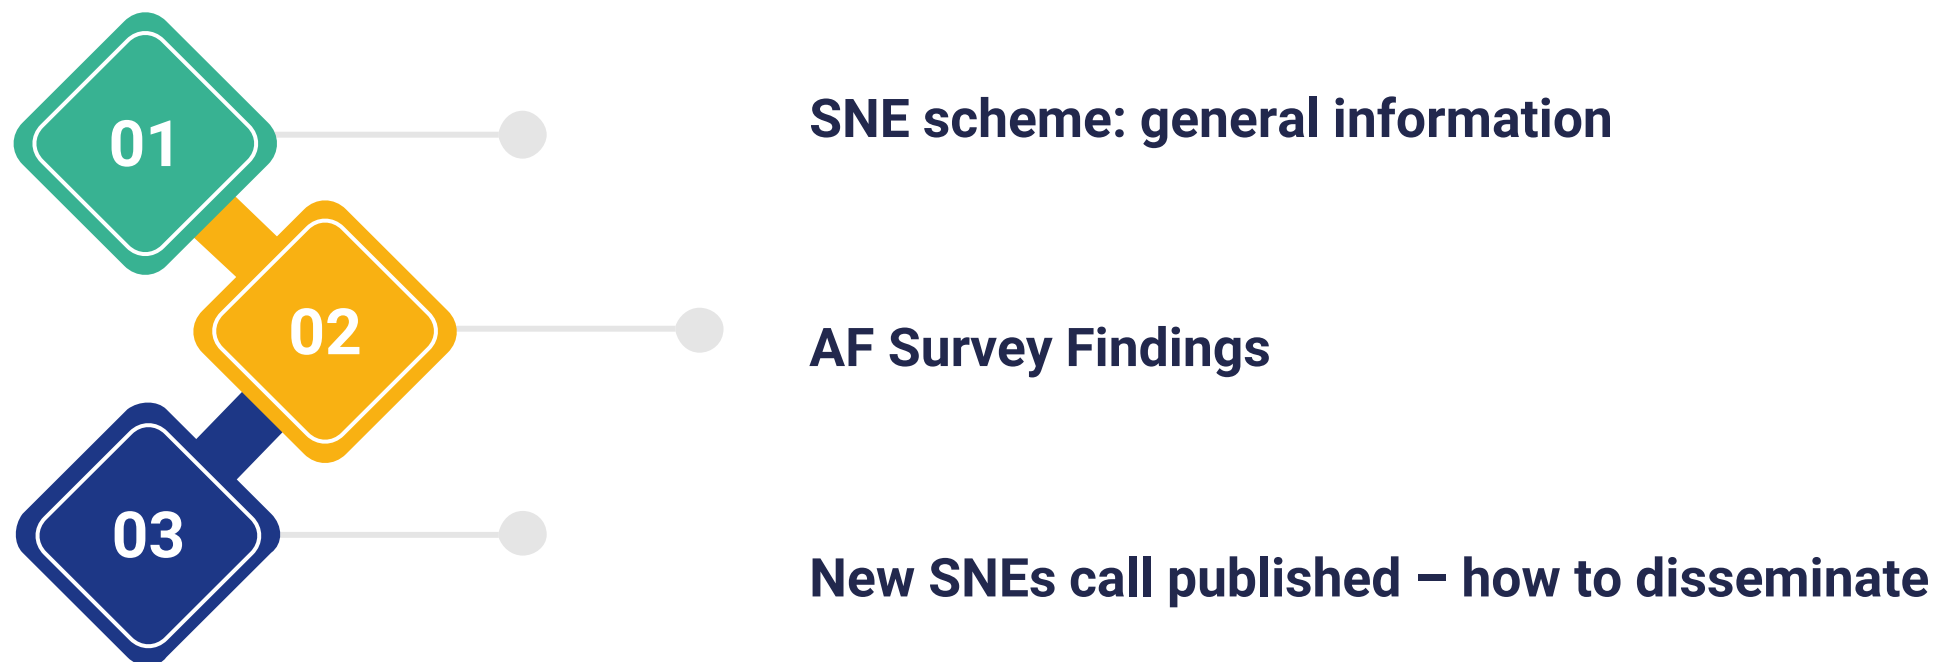 01
SNE scheme: general information
02
AF Survey Findings
03
New SNEs call published – how to disseminate